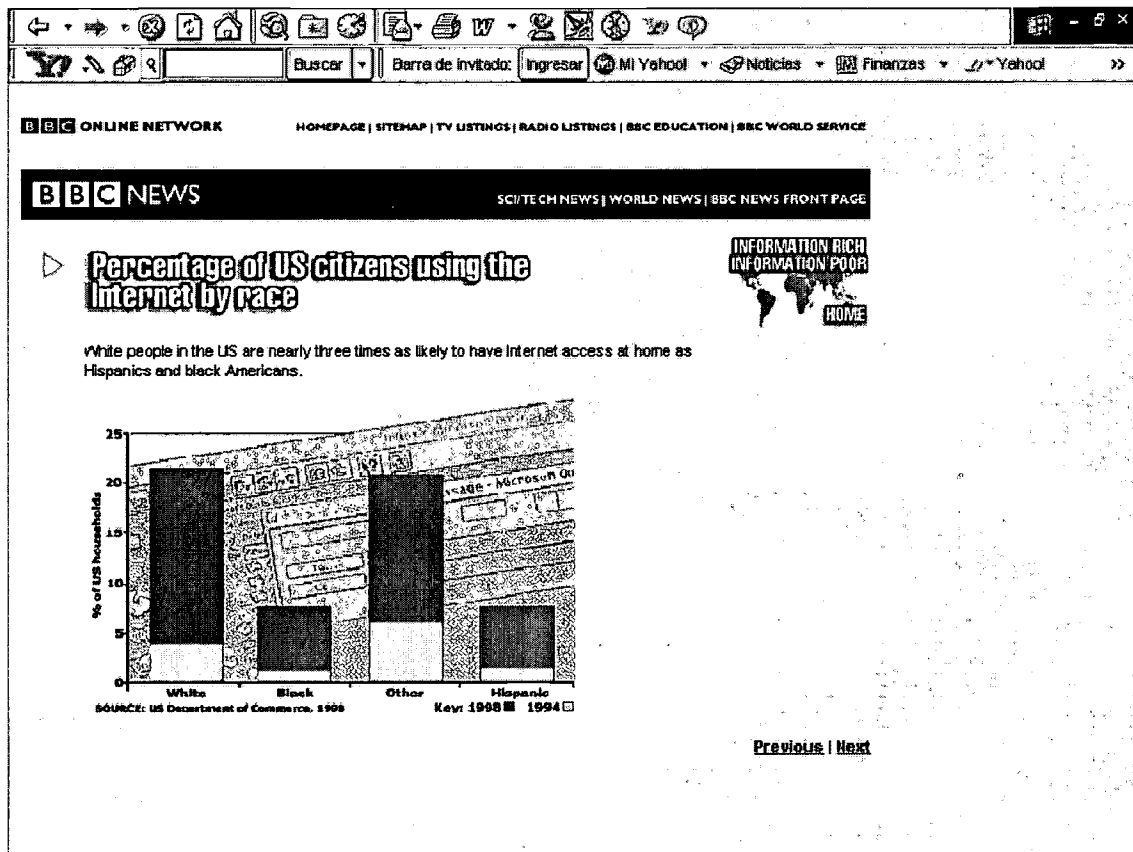 Buscar Barra de invitado: Ingresar Mi Yahoo! Noticias Finanzas Yahoo! »
BBC ONLINE NETWORK HOMEPAGE | SITEMAP | TV LISTINGS | RADIO LISTINGS | BBC EDUCATION | BBC WORLD SERVICE
BBC NEWS SCI/TECH NEWS | WORLD NEWS | BBC NEWS FRONT PAGE
Percentage of US citizens using the
Internet by race
INFORMATION RICH
INFORMATION POOR
HOME
White people in the US are nearly three times as likely to have Internet access at home as
Hispanics and black Americans.
% of US households
25
20
15
10
5
0
White Black Other Hispanic
SOURCE: US Department of Commerce, 1998 Key: 1998 1994
Previous | Next